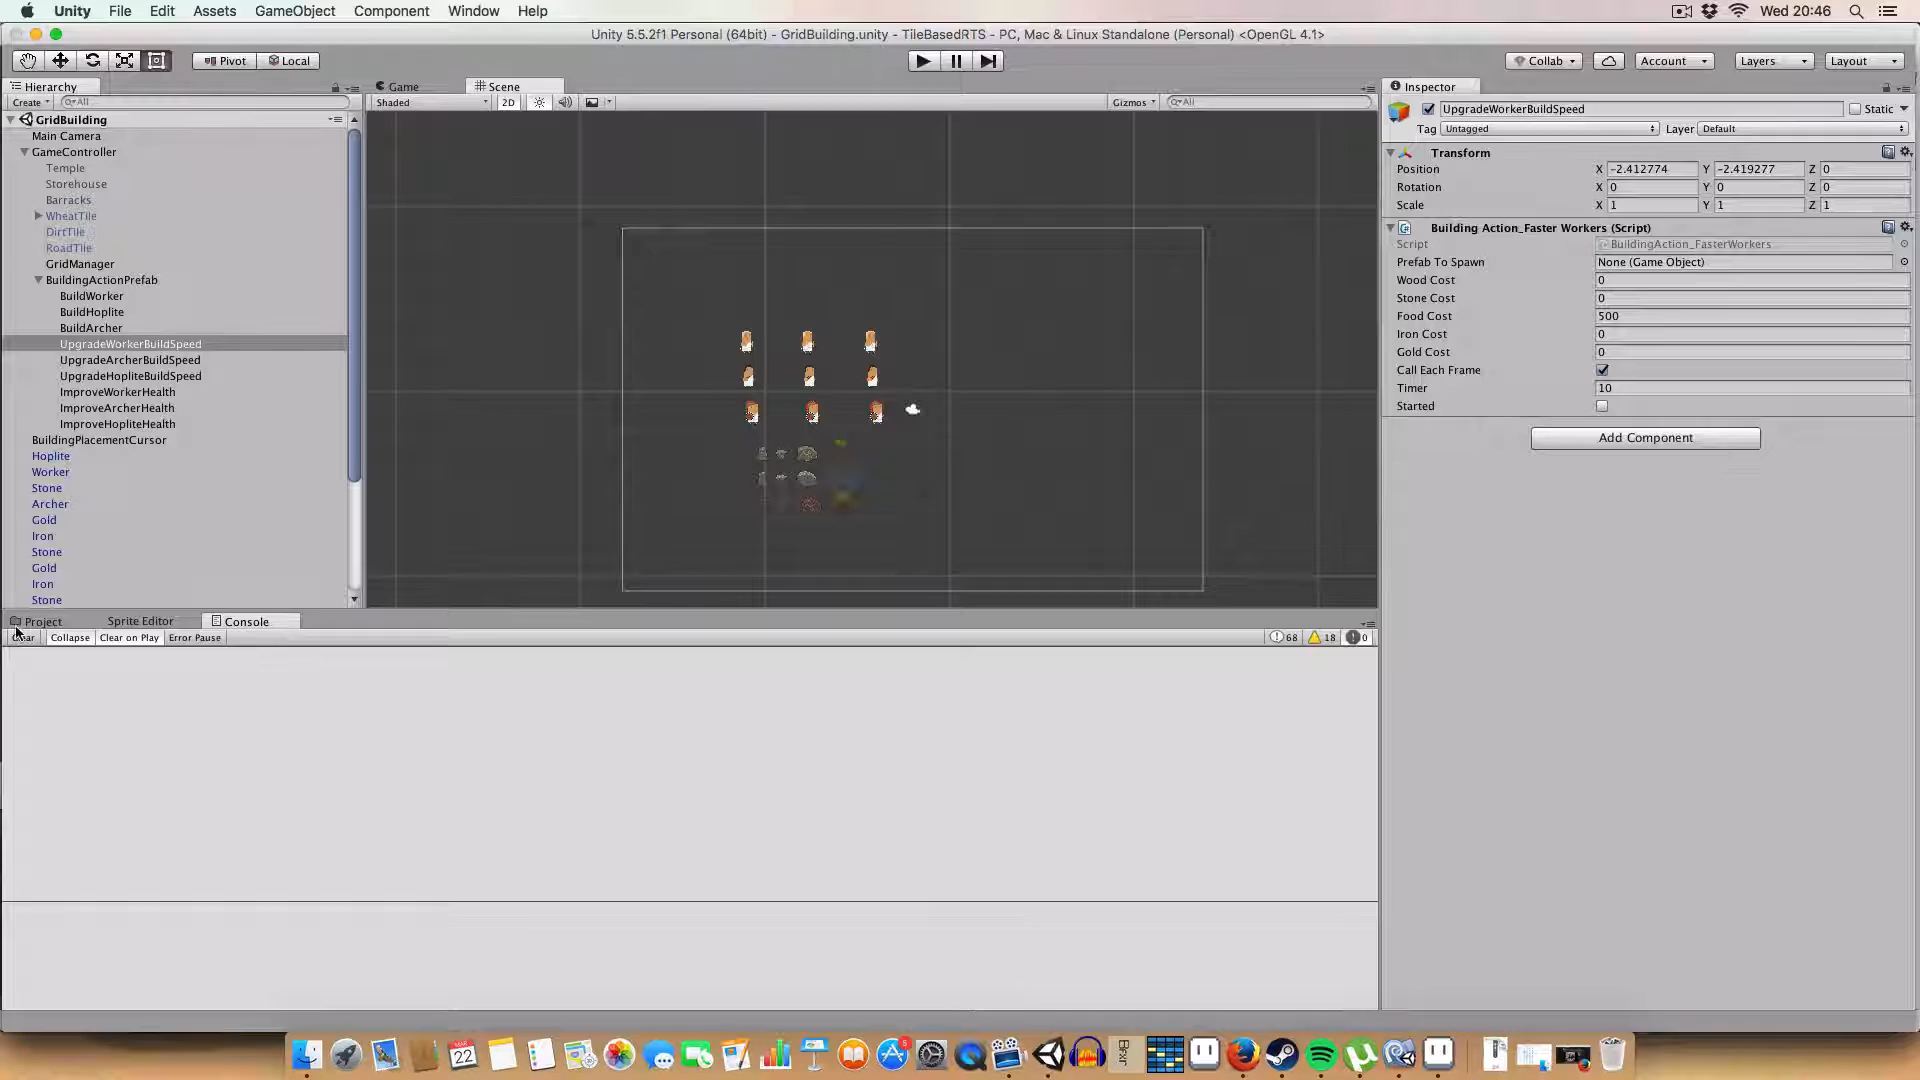 Unity File Edit Assets GameObject Component Window Help Wed 20:46
Unity 5.5.2f1 Personal (64bit) - GridBuilding.unity - TileBasedRTS - PC, Mac & Linux Standalone (Personal) <OpenGL 4.1>
Pivot Local Collab Account Layers Layout
Hierarchy
Create All
GridBuilding
Main Camera
GameController
Temple
Storehouse
Barracks
WheatTile
DirtTile
RoadTile
GridManager
BuildingActionPrefab
BuildWorker
BuildHoplite
BuildArcher
UpgradeWorkerBuildSpeed
UpgradeArcherBuildSpeed
UpgradeHopliteBuildSpeed
ImproveWorkerHealth
ImproveArcherHealth
ImproveHopliteHealth
BuildingPlacementCursor
Hoplite
Worker
Stone
Archer
Gold
Iron
Stone
Gold
Iron
Stone
Game Scene
Shaded 2D Gizmos All
Inspector
UpgradeWorkerBuildSpeed Static
Tag Untagged Layer Default
Transform
Position X -2.412774 Y -2.419277 Z 0
Rotation X 0 Y 0 Z 0
Scale X 1 Y 1 Z 1
Building Action_Faster Workers (Script)
Script BuildingAction_FasterWorkers
Prefab To Spawn None (Game Object)
Wood Cost 0
Stone Cost 0
Food Cost 500
Iron Cost 0
Gold Cost 0
Call Each Frame
Timer 10
Started
Add Component
Project Sprite Editor Console
Clear Collapse Clear on Play Error Pause 68 18 0
MAR
22
5
Bfxr